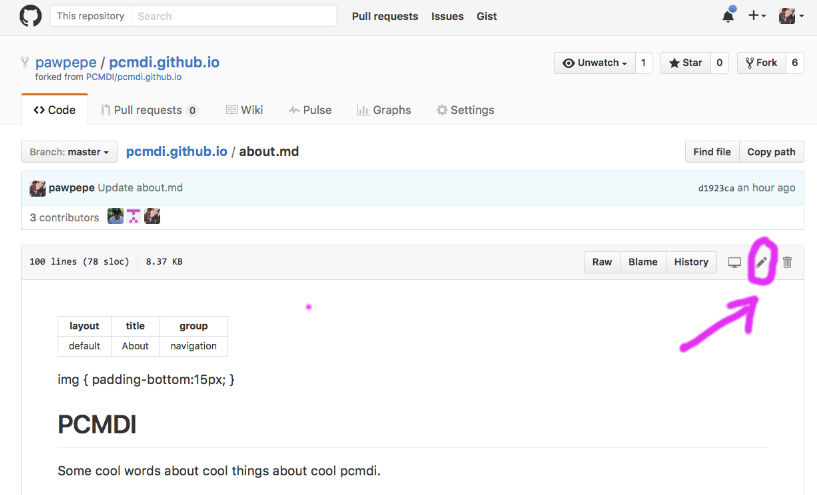 This repository Search Pull requests Issues Gist
pawpepe / pcmdi.github.io Unwatch 1 Star 0 Fork 6
forked from PCMDI/pcmdi.github.io
Code Pull requests 0 Wiki Pulse Graphs Settings
Branch: master pcmdi.github.io / about.md Find file Copy path
pawpepe Update about.md d1923ca an hour ago
3 contributors
100 lines (78 sloc) 8.37 KB Raw Blame History
layout title group
default About navigation
img { padding-bottom:15px; }
PCMDI
Some cool words about cool things about cool pcmdi.